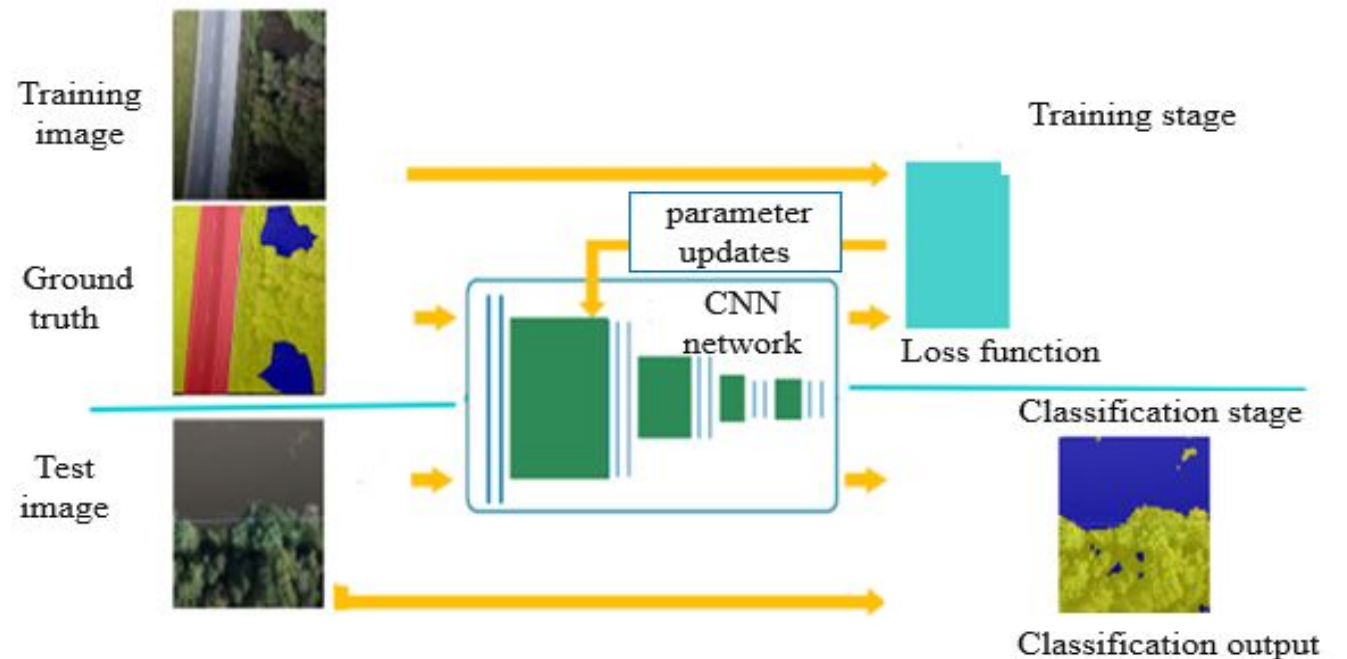 Training
image
Training stage
parameter
updates
Ground
truth
CNN
network
Loss function
Classification stage
Test
image
Classification output